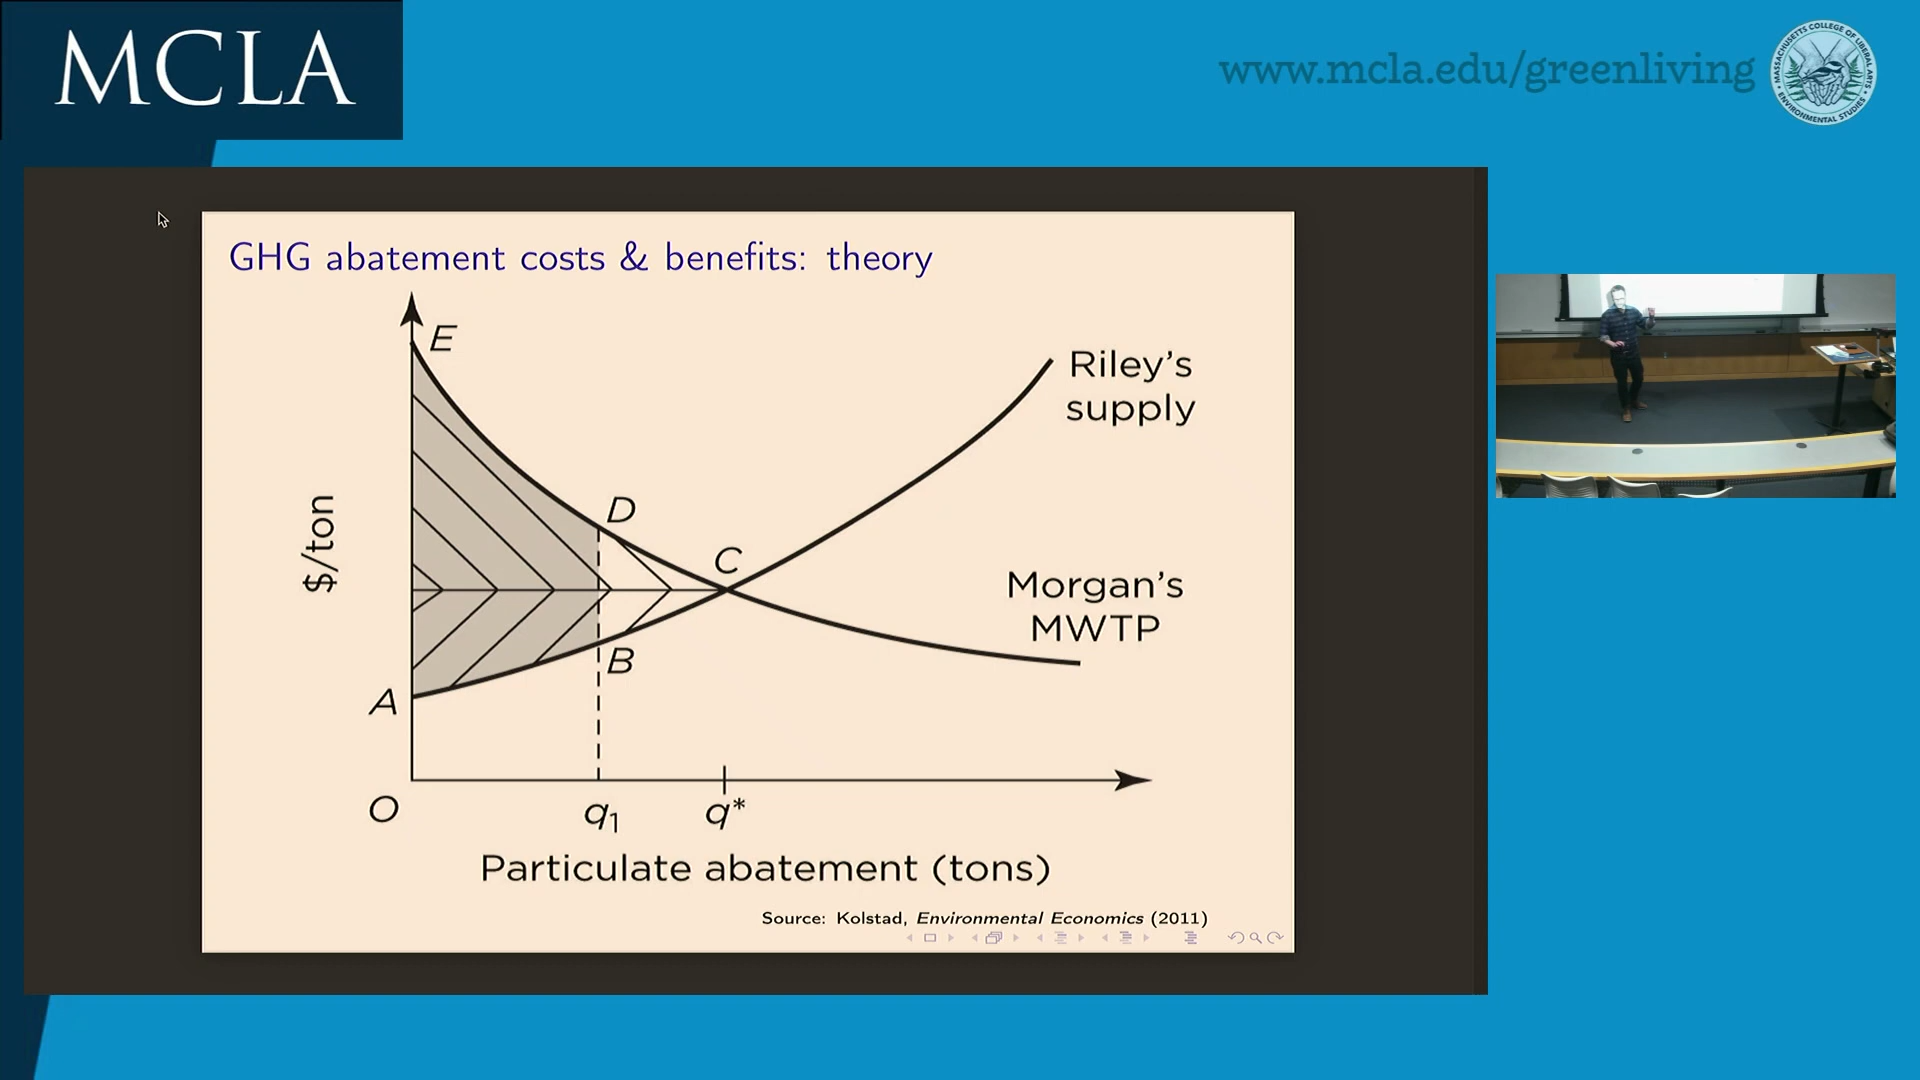 MCLA
www.mcla.edu/greenliving
MASSACHUSETTS COLLEGE OF LIBERAL ARTS
ENVIRONMENTAL STUDIES
GHG abatement costs & benefits: theory
E
Riley's
supply
D
C
$/ton
Morgan's
MWTP
B
A
O
q1
q*
Particulate abatement (tons)
Source: Kolstad, Environmental Economics (2011)